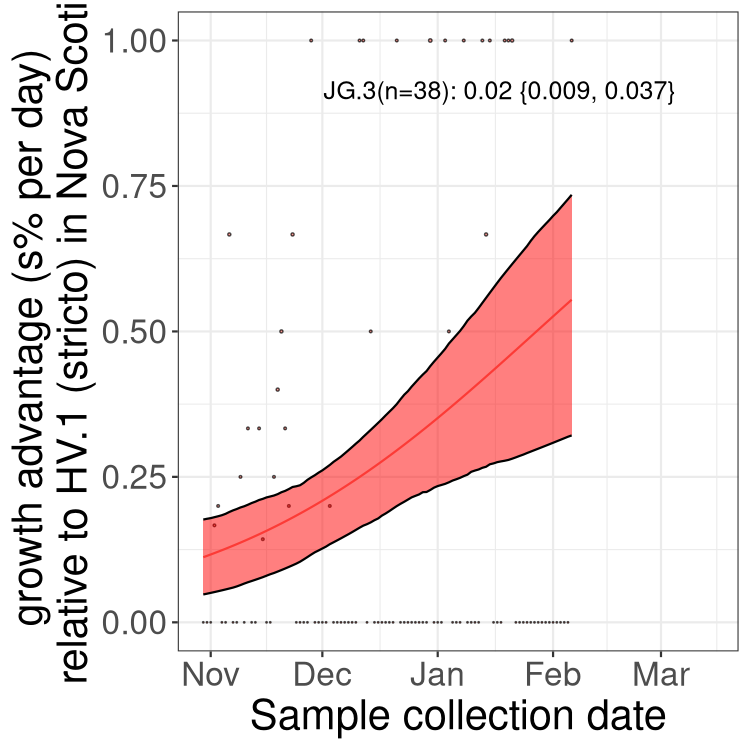 growth advantage (s% per day)
relative to HV.1 (stricto) in Nova Scoti
1.00
0.75
0.50
0.25
0.00
JG.3(n=38): 0.02 {0.009, 0.037}
Nov Dec Jan Feb Mar
Sample collection date